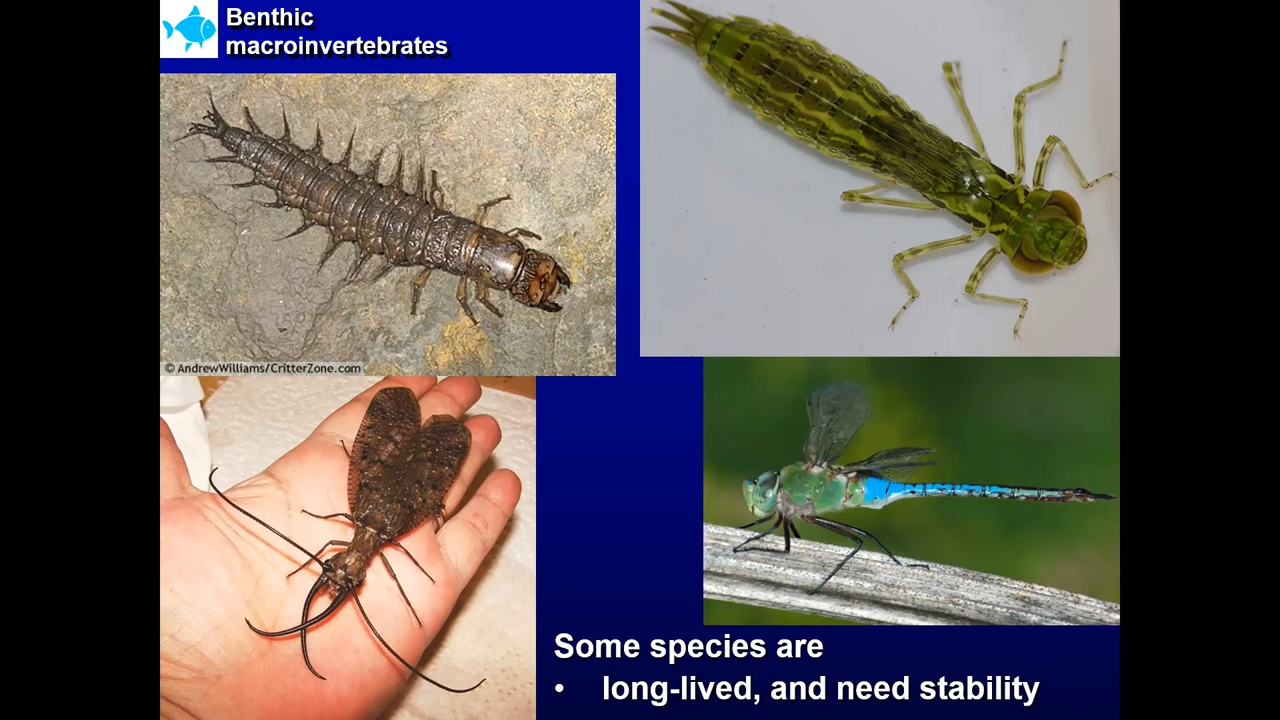 Benthic
macroinvertebrates
© AndrewWilliams/CritterZone.com
Some species are
• long-lived, and need stability